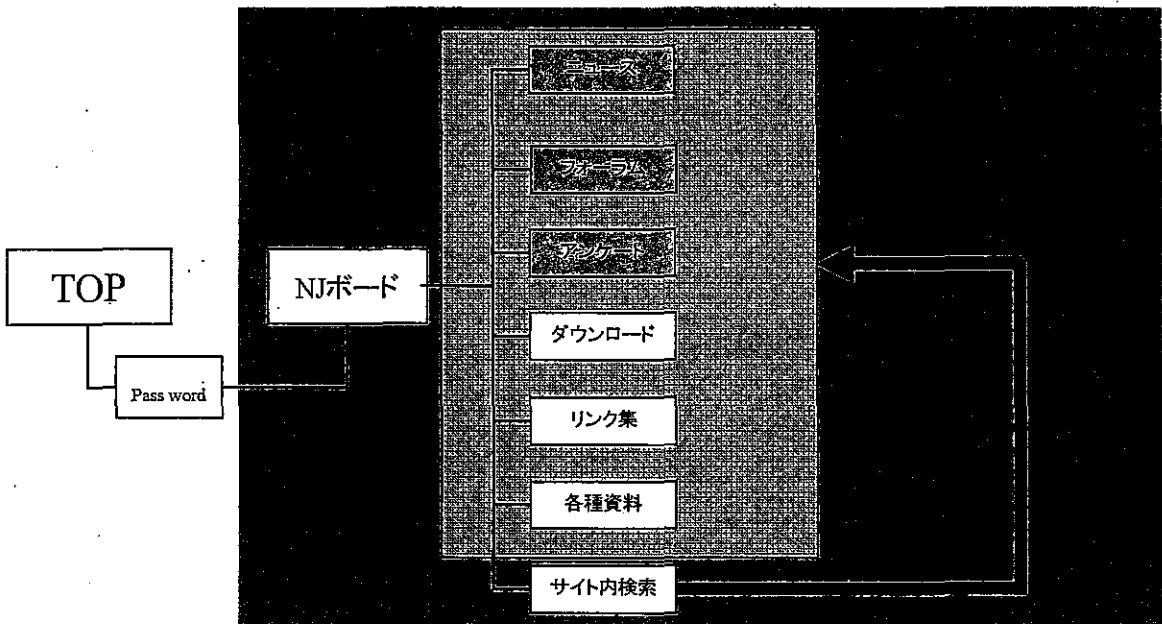 ニュース
フォーラム
アンケート
TOP
NJボード
ダウンロード
Pass word
リンク集
各種資料
サイト内検索